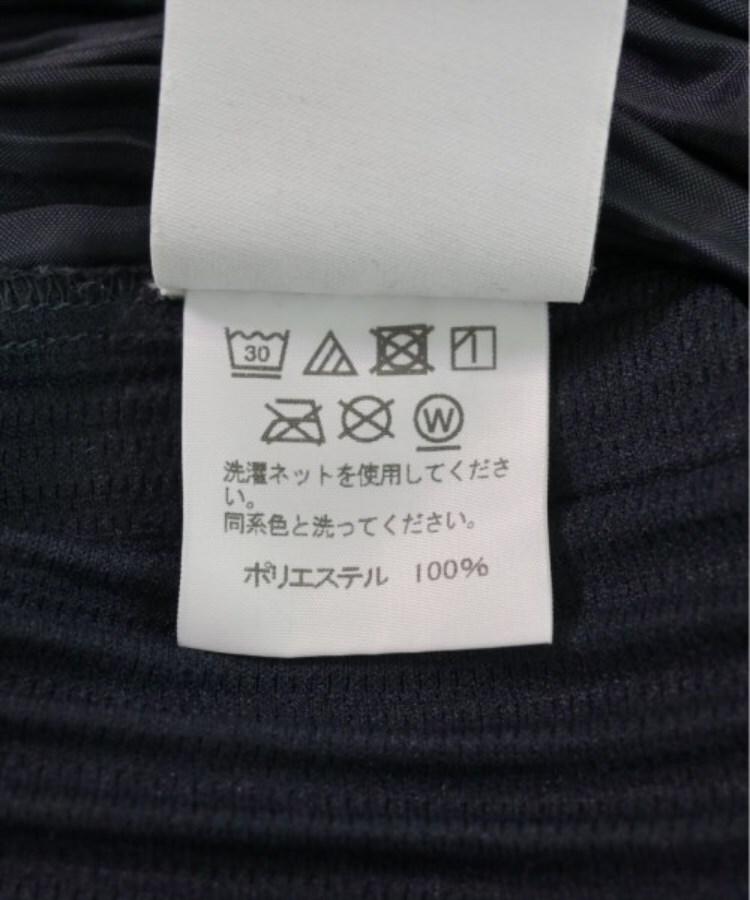 30
W
洗濯ネットを使用してくださ
い。
同系色と洗ってください。
ポリエステル 100%